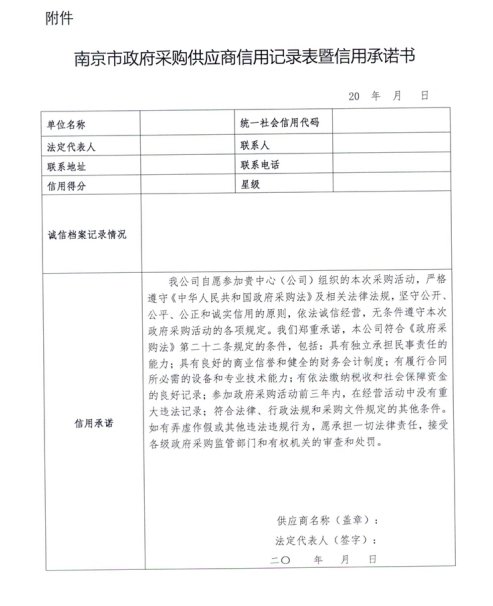 附件
南京市政府采购供应商信用记录表暨信用承诺书
20 年 月 日
单位名称 统一社会信用代码
法定代表人 联系人
联系地址 联系电话
信用得分 星级
诚信档案记录情况
我公司自愿参加贵中心（公司）组织的本次采购活动，严格
遵守《中华人民共和国政府采购法》及相关法律法规，坚守公开、
公平、公正和诚实信用的原则，依法诚信经营，无条件遵守本次
政府采购活动的各项规定。我们郑重承诺，本公司符合《政府采
购法》第二十二条规定的条件，包括：具有独立承担民事责任的
能力；具有良好的商业信誉和健全的财务会计制度；有履行合同
所必需的设备和专业技术能力；有依法缴纳税收和社会保障资金
的良好记录；参加政府采购活动前三年内，在经营活动中没有重
大违法记录；符合法律、行政法规和采购文件规定的其他条件。
信用承诺
如有弄虚作假或其他违法违规行为，愿承担一切法律责任，接受
各级政府采购监管部门和有权机关的审查和处罚。
供应商名称（盖章）：
法定代表人（签字）：
二〇 年 月 日